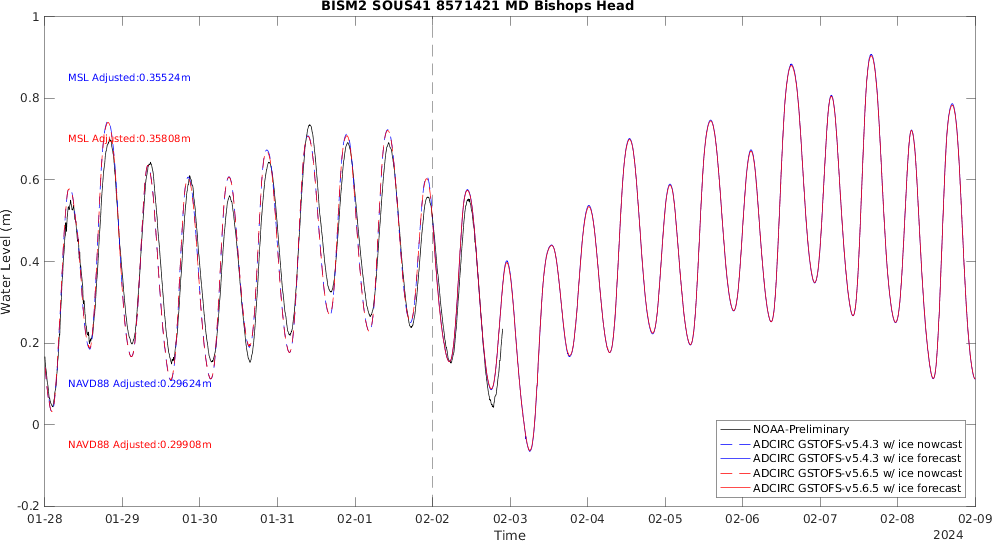 BISM2 SOUS41 8571421 MD Bishops Head
1
0.8
0.6
0.4
0.2
0
-0.2
Water Level (m)
MSL Adjusted:0.35524m
MSL Adjusted:0.35808m
NAVD88 Adjusted:0.29624m
NAVD88 Adjusted:0.29908m
NOAA-Preliminary
ADCIRC GSTOFS-v5.4.3 w/ ice nowcast
ADCIRC GSTOFS-v5.4.3 w/ ice forecast
ADCIRC GSTOFS-v5.6.5 w/ ice nowcast
ADCIRC GSTOFS-v5.6.5 w/ ice forecast
01-28 01-29 01-30 01-31 02-01 02-02 02-03 02-04 02-05 02-06 02-07 02-08 02-09
Time
2024